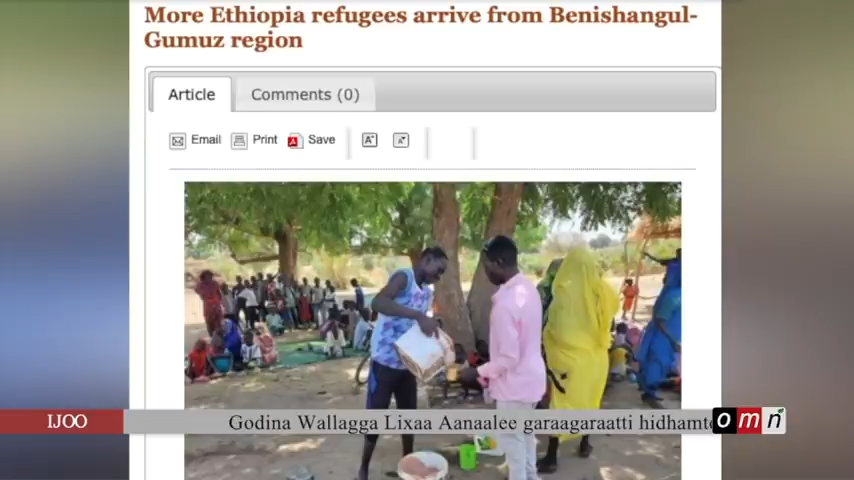 More Ethiopia refugees arrive from Benishangul-
Gumuz region
Article
Comments (0)
Email
Print
Save
IJOO
Godina Wallagga Lixaa Aanaalee garaagaraatti hidhamt
omn